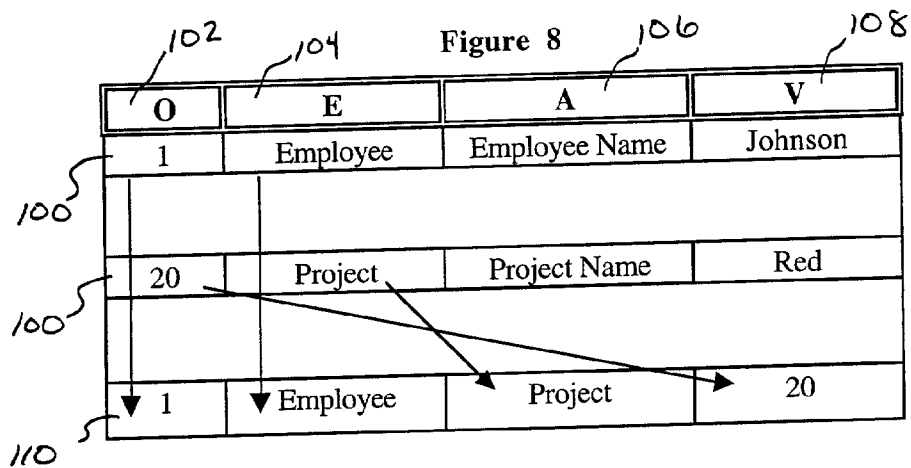 Figure 8
102 104 106 108
O E A V
100 1 Employee Employee Name Johnson
100 20 Project Project Name Red
110 1 Employee Project 20